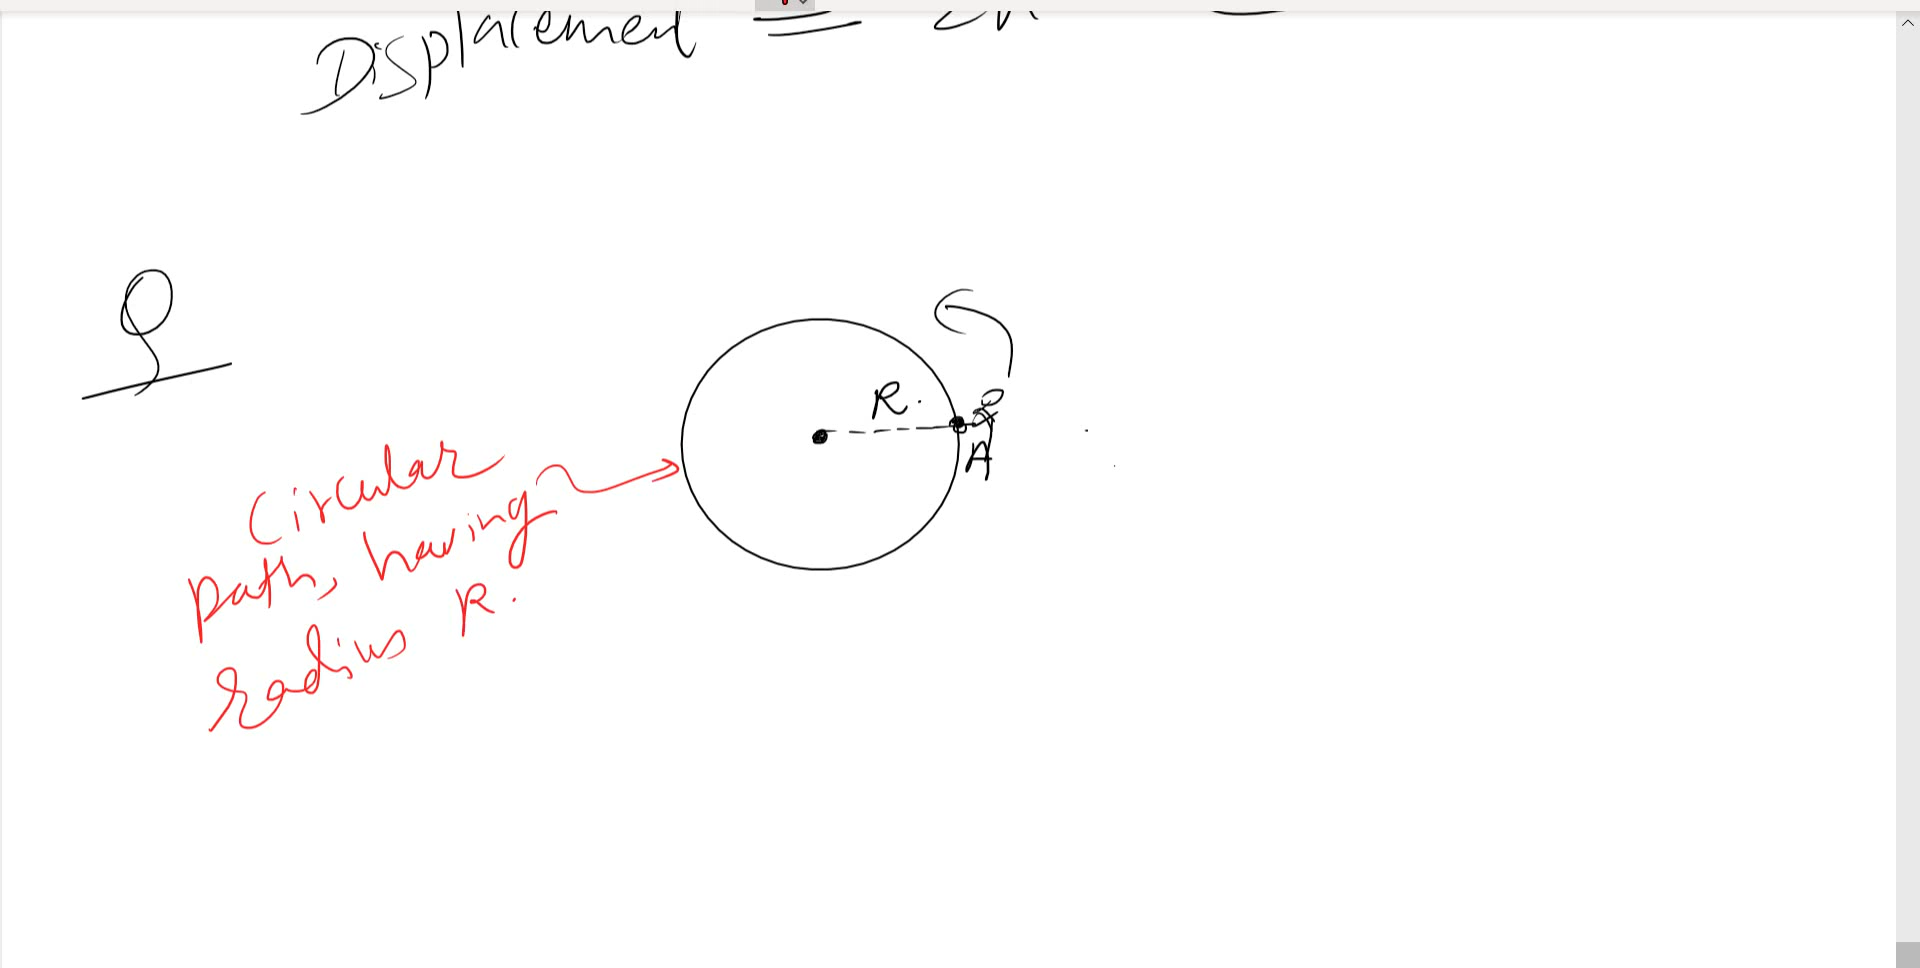 Displacement =
Q
R.
A
Circular
path, having
radius R.